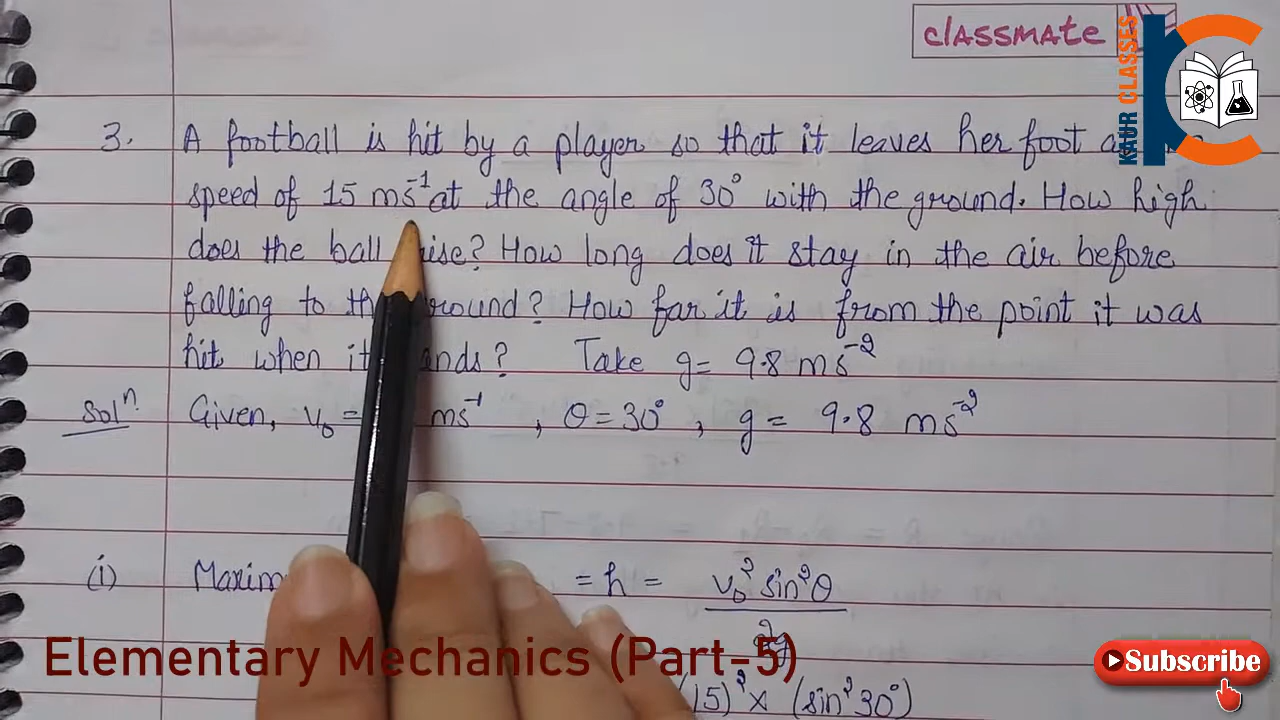 classmate
KAUR CLASSES
3. A football is hit by a player so that it leaves her foot
speed of 15 ms⁻¹ at the angle of 30° with the ground. How high
does the ball rise? How long does it stay in the air before
falling to the ground? How far it is from the point it was
hit when it lands? Take g = 9.8 ms⁻²
Solⁿ. Given, v₀ = ms⁻¹, θ = 30°, g = 9.8 ms⁻²
(i) = h = v₀² sin²θ
2g
(15)² × (sin² 30°)
Elementary Mechanics (Part-5)
Subscribe